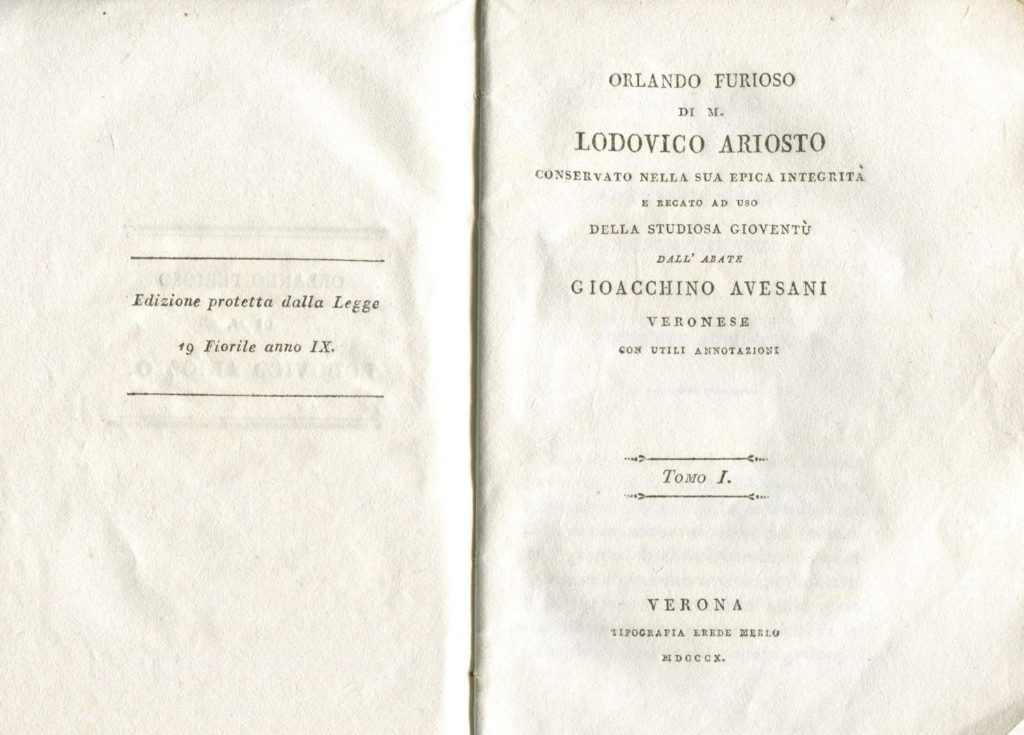 Edizione protetta dalla Legge
19 Fiorile anno IX.
ORLANDO FURIOSO
DI M.
LODOVICO ARIOSTO
CONSERVATO NELLA SUA EPICA INTEGRITÀ
E RECATO AD USO
DELLA STUDIOSA GIOVENTÙ
DALL' ABATE
GIOACCHINO AVESANI
VERONESE
CON UTILI ANNOTAZIONI
TOMO I.
VERONA
TIPOGRAFIA EREDE MERLO
MDCCCX.